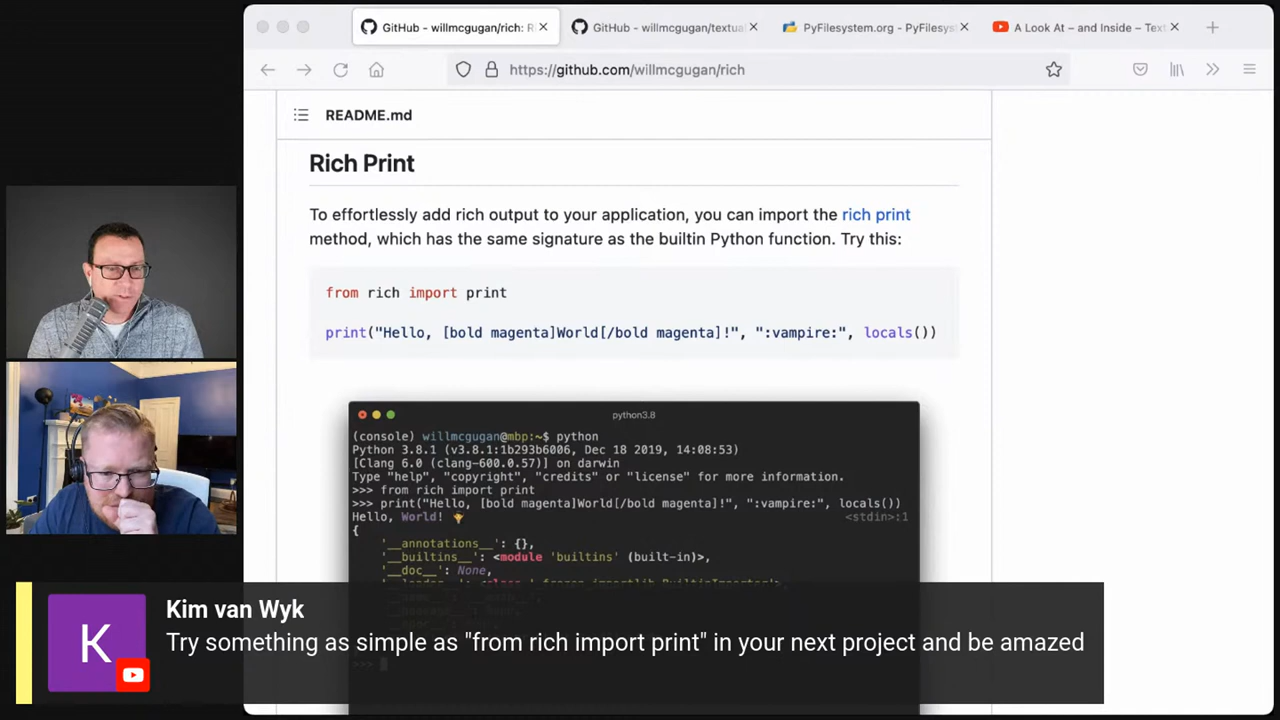 GitHub - willmcgugan/rich: R
GitHub - willmcgugan/textua
PyFilesystem.org - PyFilesys
A Look At – and Inside – Text
https://github.com/willmcgugan/rich
README.md
Rich Print
To effortlessly add rich output to your application, you can import the rich print
method, which has the same signature as the builtin Python function. Try this:
from rich import print
print("Hello, [bold magenta]World[/bold magenta]!", ":vampire:", locals())
python3.8
(console) willmcgugan@mbp:~$ python
Python 3.8.1 (v3.8.1:1b293b6006, Dec 18 2019, 14:08:53)
[Clang 6.0 (clang-600.0.57)] on darwin
Type "help", "copyright", "credits" or "license" for more information.
>>> from rich import print
>>> print("Hello, [bold magenta]World[/bold magenta]!", ":vampire:", locals())
Hello, World! <stdin>:1
{
'__annotations__': {},
'__builtins__': <module 'builtins' (built-in)>,
'__doc__': None,
>>>
K
Kim van Wyk
Try something as simple as "from rich import print" in your next project and be amazed